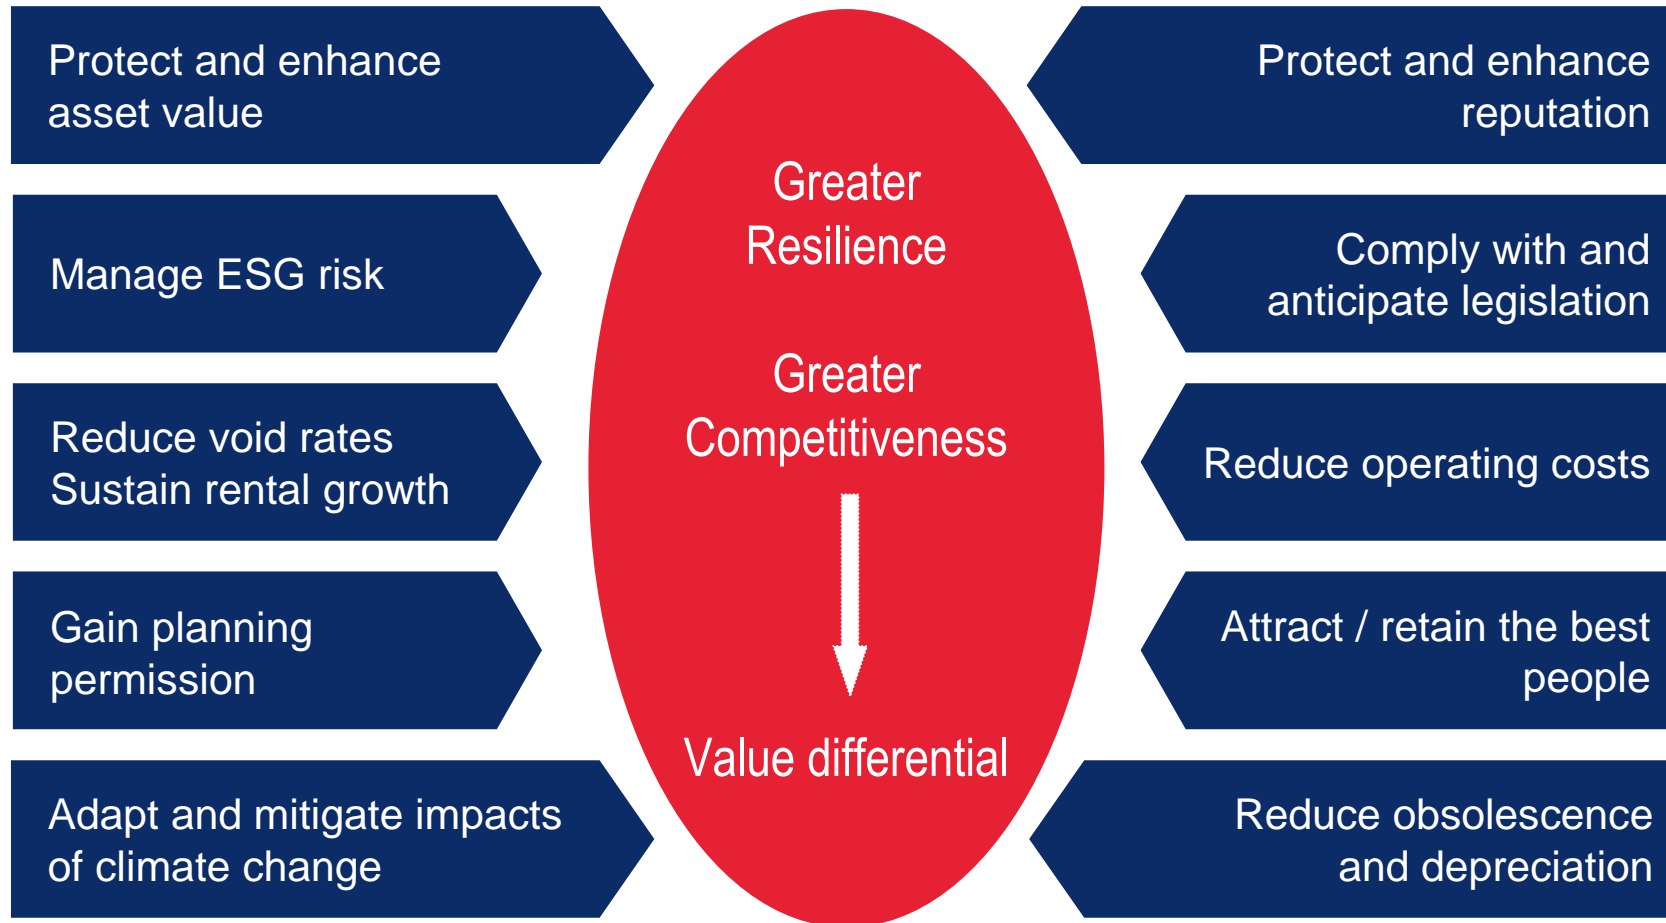 Protect and enhance
asset value
Manage ESG risk
Reduce void rates
Sustain rental growth
Gain planning
permission
Adapt and mitigate impacts
of climate change
Greater
Resilience
Greater
Competitiveness
Value differential
Protect and enhance
reputation
Comply with and
anticipate legislation
Reduce operating costs
Attract / retain the best
people
Reduce obsolescence
and depreciation